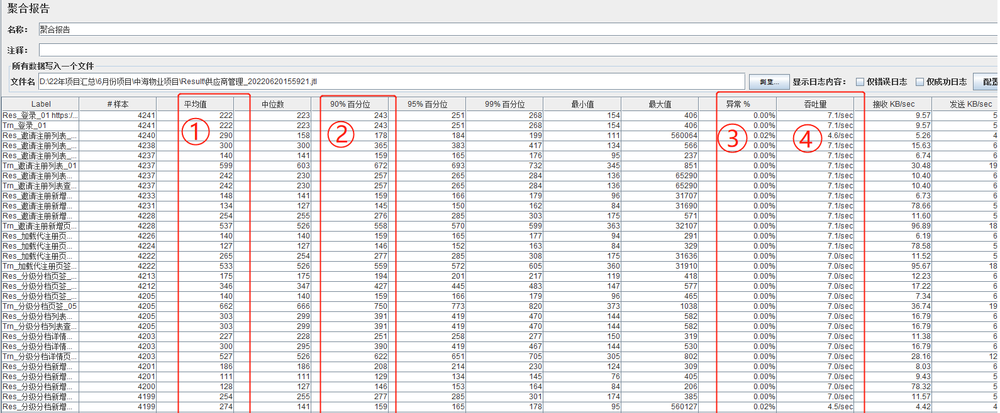 聚合报告
名称： 聚合报告
注释：
所有数据写入一个文件
文件名 D:\22年项目汇总\6月份项目\中海物业项目\Result\供应商管理_20220620155921.jtl 浏览... 显示日志内容： 仅错误日志 仅成功日志 配置
Label # 样本 平均值 中位数 90% 百分位 95% 百分位 99% 百分位 最小值 最大值 异常 % 吞吐量 接收 KB/sec 发送 KB/sec
Res_登录_01 https:/... 4241 222 223 243 251 268 154 406 0.00% 7.1/sec 9.57 5
Trn_登录_01 4241 222 223 243 251 268 154 406 0.00% 7.1/sec 9.57 5
Res_邀请注册列表_... 4240 ① 290 158 ② 178 184 199 111 560064 ③ 0.02% ④ 4.6/sec 5.26 4
Res_邀请注册列表_... 4238 300 300 365 383 417 134 566 0.00% 7.1/sec 15.63 6
Res_邀请注册列表_... 4237 140 141 159 165 176 95 237 0.00% 7.1/sec 6.74 6
Trn_邀请注册列表_01 4237 599 603 672 693 732 345 851 0.00% 7.1/sec 30.48 19
Res_邀请注册列表... 4237 242 230 257 265 284 136 65290 0.00% 7.1/sec 10.40 6
Trn_邀请注册列表查... 4237 242 230 257 265 284 136 65290 0.00% 7.1/sec 10.40 6
Res_邀请注册新增... 4233 148 141 159 166 179 96 31707 0.00% 7.1/sec 6.73 6
Res_邀请注册新增... 4231 134 127 145 150 162 84 31690 0.00% 7.1/sec 78.66 5
Res_邀请注册新增... 4228 254 255 276 285 303 175 571 0.00% 7.1/sec 11.60 5
Trn_邀请注册新增页... 4228 537 526 558 570 599 363 32107 0.00% 7.1/sec 96.89 18
Res_加载代注册页... 4226 140 140 159 165 177 94 291 0.00% 7.1/sec 6.19 6
Res_加载代注册页... 4224 127 127 146 152 163 84 329 0.00% 7.1/sec 78.58 5
Res_加载代注册页... 4222 265 254 277 285 308 175 31636 0.00% 7.0/sec 11.52 5
Trn_加载代注册页签... 4222 533 526 559 572 605 360 31910 0.00% 7.0/sec 95.67 18
Res_分级分档页签_... 4213 175 175 194 201 217 119 418 0.00% 7.0/sec 12.23 5
Res_分级分档页签_... 4212 346 347 427 445 483 147 577 0.00% 7.0/sec 17.22 6
Res_分级分档页签_... 4205 140 140 159 166 179 96 465 0.00% 7.0/sec 7.34 6
Trn_分级分档页签_05 4205 662 666 750 773 820 373 1038 0.00% 7.0/sec 36.74 19
Res_分级分档列表... 4205 303 299 391 419 470 144 582 0.00% 7.0/sec 16.79 6
Trn_分级分档列表查... 4205 303 299 391 419 470 144 582 0.00% 7.0/sec 16.79 6
Res_分级分档详情... 4203 227 228 251 258 277 150 319 0.00% 7.0/sec 11.38 6
Res_分级分档详情... 4203 300 295 390 419 467 144 530 0.00% 7.0/sec 16.79 6
Trn_分级分档详情页... 4203 527 526 622 651 705 305 802 0.00% 7.0/sec 28.16 12
Res_分级分档新增... 4201 186 186 208 214 230 124 309 0.00% 7.0/sec 8.03 6
Res_分级分档新增... 4201 111 111 129 134 145 76 405 0.00% 7.0/sec 9.43 5
Res_分级分档新增... 4200 128 127 146 153 164 84 206 0.00% 7.0/sec 78.32 5
Res_分级分档新增... 4199 254 255 277 285 301 174 385 0.00% 7.0/sec 11.57 5
Res_分级分档新增... 4199 274 141 159 165 178 95 560127 0.02% 4.5/sec 4.42 4